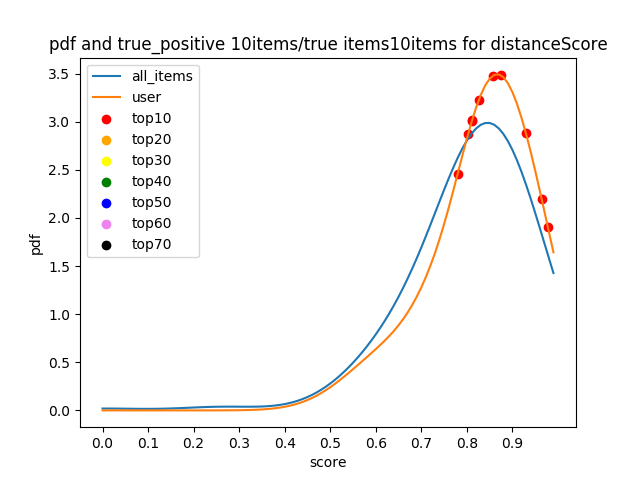 pdf and true_positive 10items/true items10items for distanceScore
3.5
3.0
2.5
2.0
1.5
1.0
0.5
0.0
pdf
all_items
user
top10
top20
top30
top40
top50
top60
top70
0.0 0.1 0.2 0.3 0.4 0.5 0.6 0.7 0.8 0.9
score